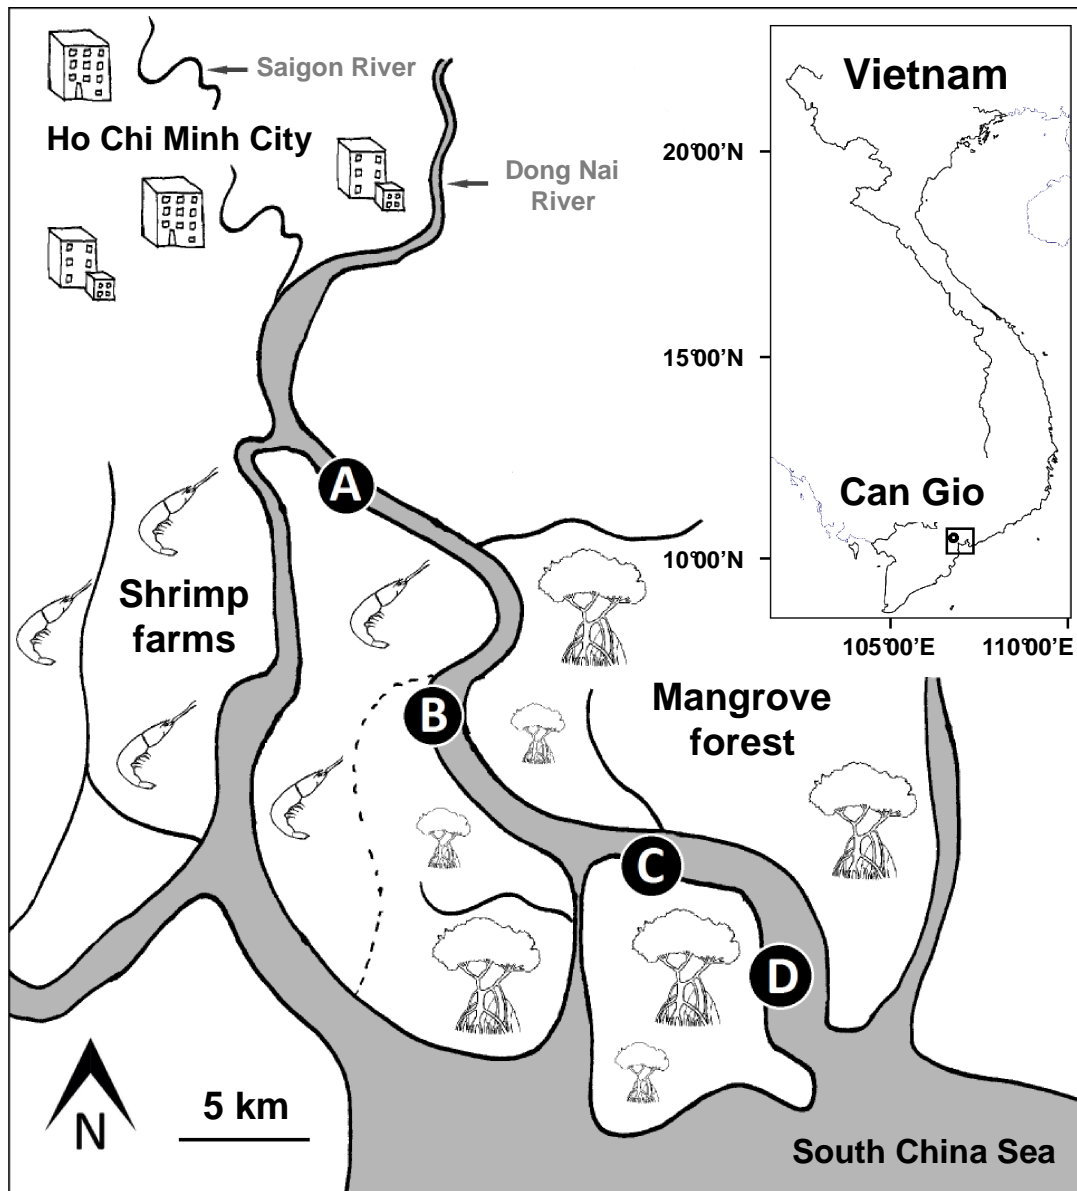 Saigon River
Ho Chi Minh City
Dong Nai
River
Vietnam
20°00'N
15°00'N
Can Gio
10°00'N
105°00'E
110°00'E
A
Shrimp
farms
B
Mangrove
forest
C
D
N
5 km
South China Sea